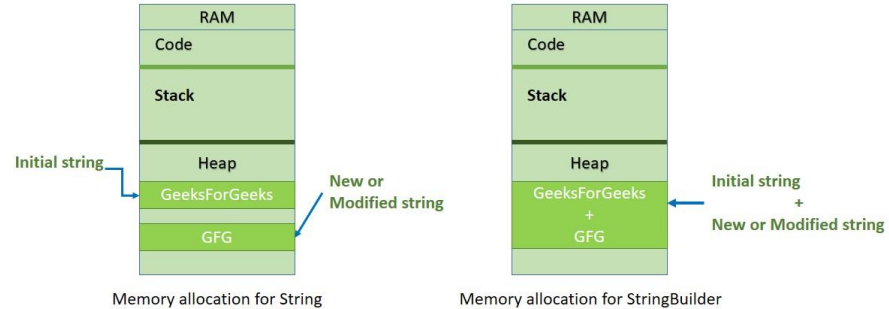 RAM
Code
Stack
Heap
Initial string
GeeksForGeeks
New or
Modified string
GFG
Memory allocation for String
RAM
Code
Stack
Heap
GeeksForGeeks
+
GFG
Initial string
+
New or Modified string
Memory allocation for StringBuilder